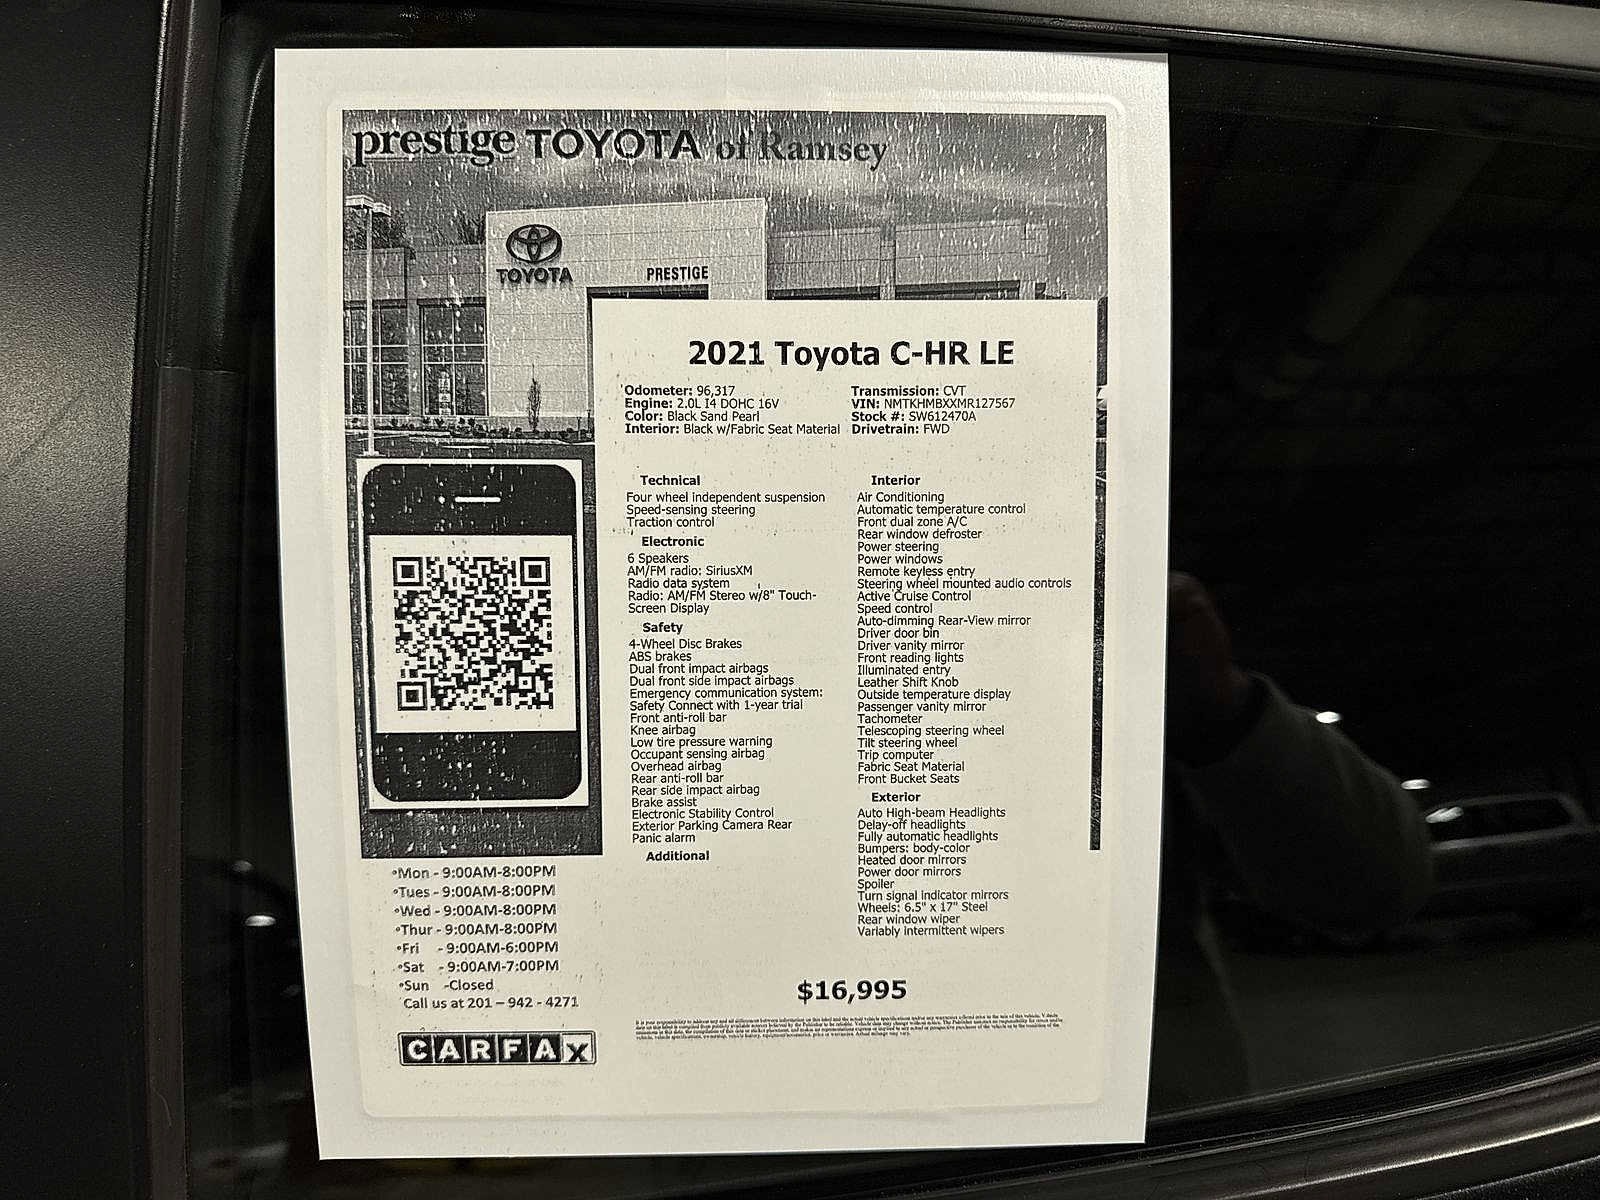 prestige TOYOTA of Ramsey
TOYOTA
PRESTIGE
2021 Toyota C-HR LE
Odometer: 96,317
Engine: 2.0L I4 DOHC 16V
Color: Black Sand Pearl
Interior: Black w/Fabric Seat Material
Transmission: CVT
VIN: NMTKHMBXXMR127567
Stock #: SW612470A
Drivetrain: FWD
Technical
Four wheel independent suspension
Speed-sensing steering
Traction control
Electronic
6 Speakers
AM/FM radio: SiriusXM
Radio data system
Radio: AM/FM Stereo w/8" Touch-
Screen Display
Safety
4-Wheel Disc Brakes
ABS brakes
Dual front impact airbags
Dual front side impact airbags
Emergency communication system:
Safety Connect with 1-year trial
Front anti-roll bar
Knee airbag
Low tire pressure warning
Occupant sensing airbag
Overhead airbag
Rear anti-roll bar
Rear side impact airbag
Brake assist
Electronic Stability Control
Exterior Parking Camera Rear
Panic alarm
Additional
Interior
Air Conditioning
Automatic temperature control
Front dual zone A/C
Rear window defroster
Power steering
Power windows
Remote keyless entry
Steering wheel mounted audio controls
Active Cruise Control
Speed control
Auto-dimming Rear-View mirror
Driver door bin
Driver vanity mirror
Front reading lights
Illuminated entry
Leather Shift Knob
Outside temperature display
Passenger vanity mirror
Tachometer
Telescoping steering wheel
Tilt steering wheel
Trip computer
Fabric Seat Material
Front Bucket Seats
Exterior
Auto High-beam Headlights
Delay-off headlights
Fully automatic headlights
Bumpers: body-color
Heated door mirrors
Power door mirrors
Spoiler
Turn signal indicator mirrors
Wheels: 6.5" x 17" Steel
Rear window wiper
Variably intermittent wipers
$16,995
•Mon - 9:00AM-8:00PM
•Tues - 9:00AM-8:00PM
•Wed - 9:00AM-8:00PM
•Thur - 9:00AM-8:00PM
•Fri - 9:00AM-6:00PM
•Sat - 9:00AM-7:00PM
•Sun -Closed
Call us at 201 – 942 - 4271
CARFAX